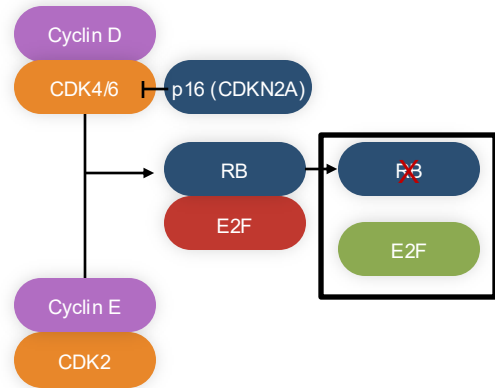 Cyclin D
CDK4/6
p16 (CDKN2A)
RB
RB
E2F
E2F
Cyclin E
CDK2